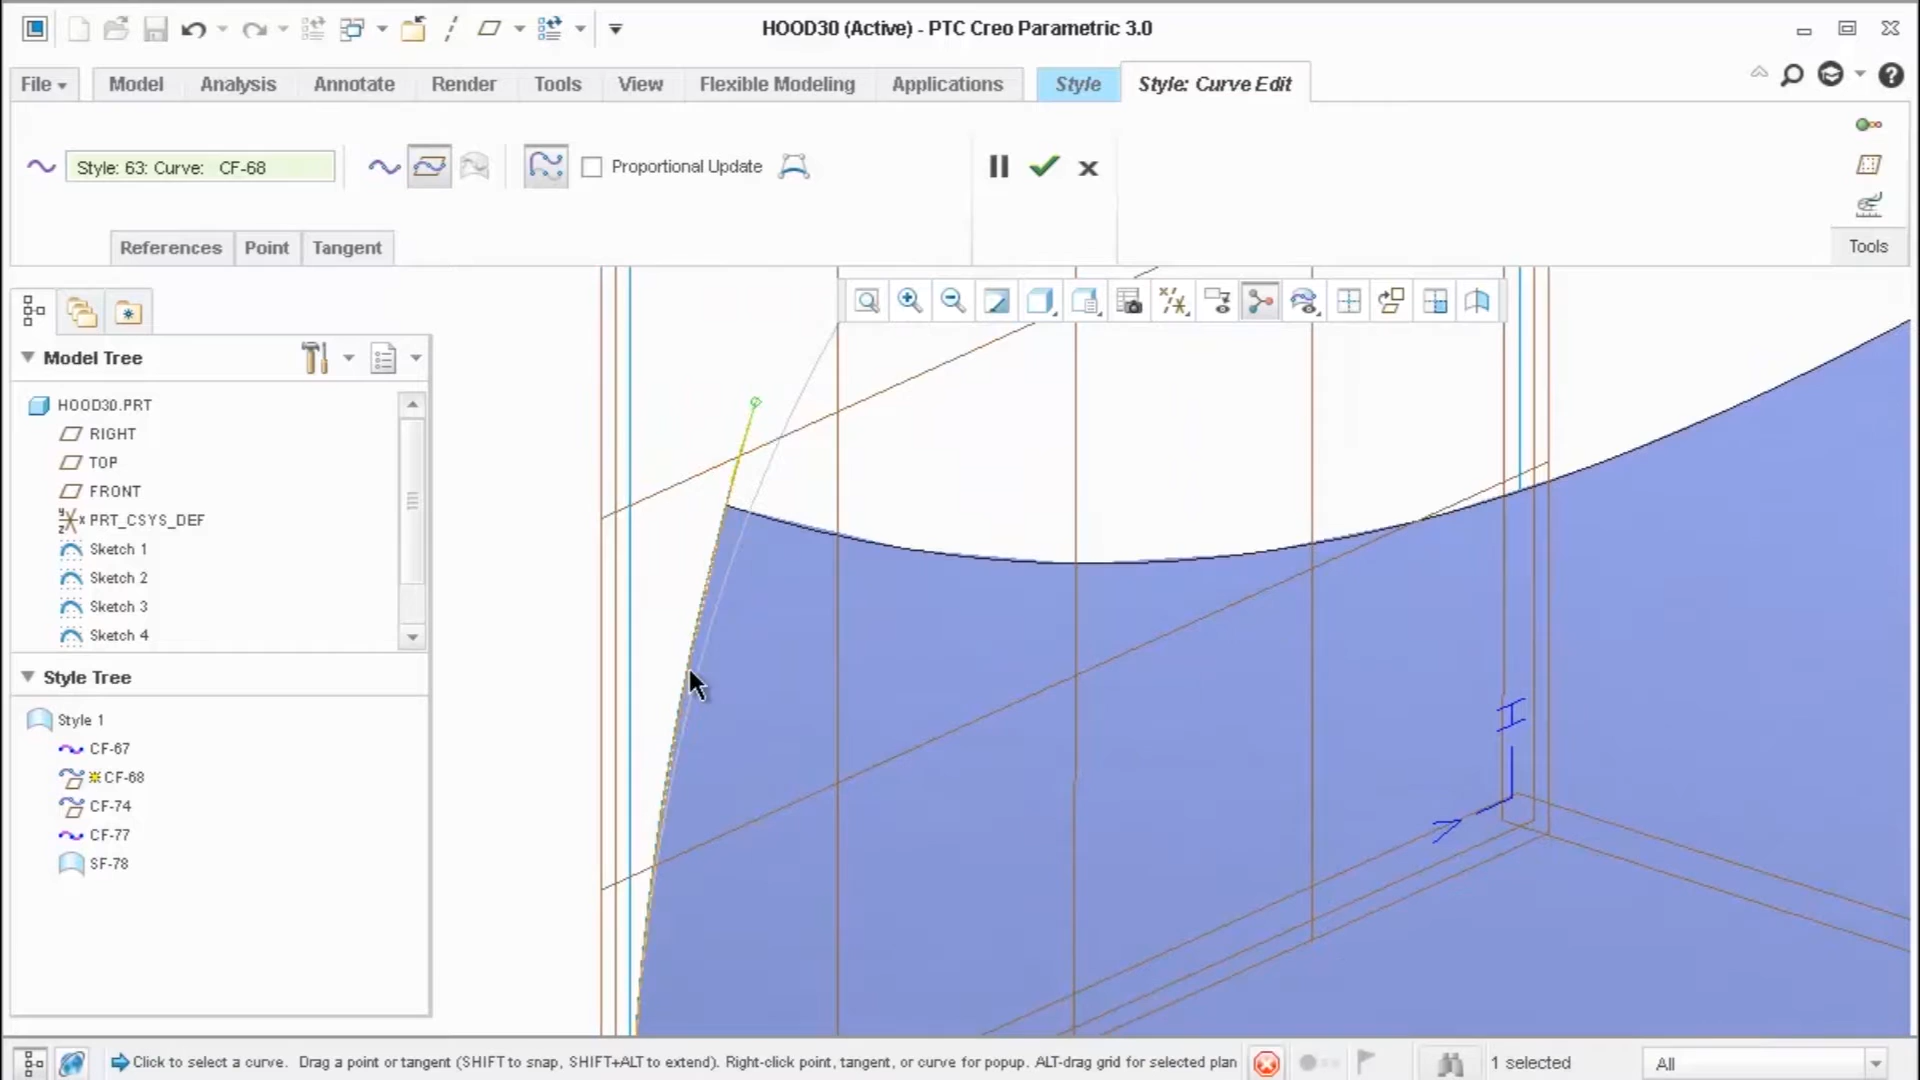 HOOD30 (Active) - PTC Creo Parametric 3.0
File Model Analysis Annotate Render Tools View Flexible Modeling Applications Style Style: Curve Edit
Style: 63: Curve: CF-68 Proportional Update
References Point Tangent Tools
Model Tree
HOOD30.PRT
RIGHT
TOP
FRONT
PRT_CSYS_DEF
Sketch 1
Sketch 2
Sketch 3
Sketch 4
Style Tree
Style 1
CF-67
CF-68
CF-74
CF-77
SF-78
H
Click to select a curve. Drag a point or tangent (SHIFT to snap, SHIFT+ALT to extend). Right-click point, tangent, or curve for popup. ALT-drag grid for selected plan 1 selected All